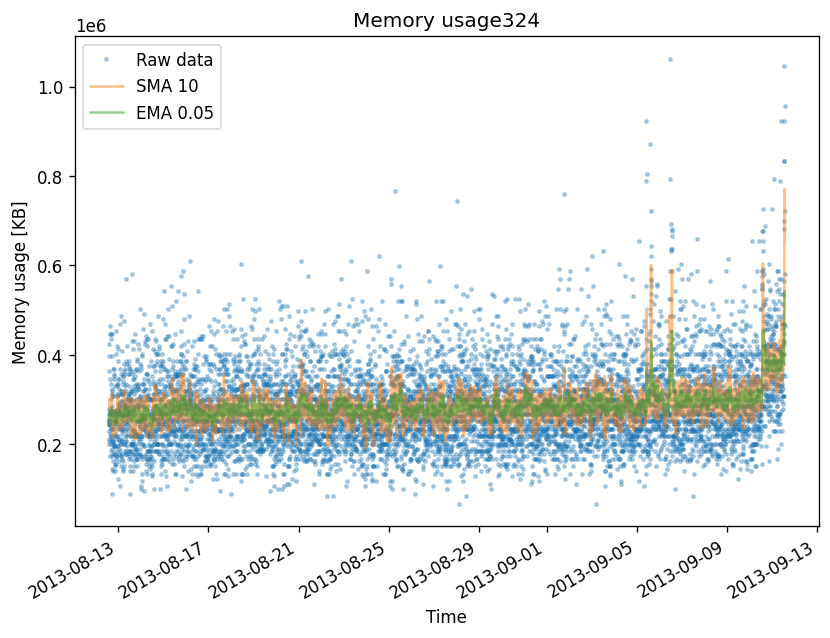 Memory usage324
1e6
Raw data
SMA 10
EMA 0.05
1.0
0.8
0.6
0.4
0.2
Memory usage [KB]
2013-08-13
2013-08-17
2013-08-21
2013-08-25
2013-08-29
2013-09-01
2013-09-05
2013-09-09
2013-09-13
Time